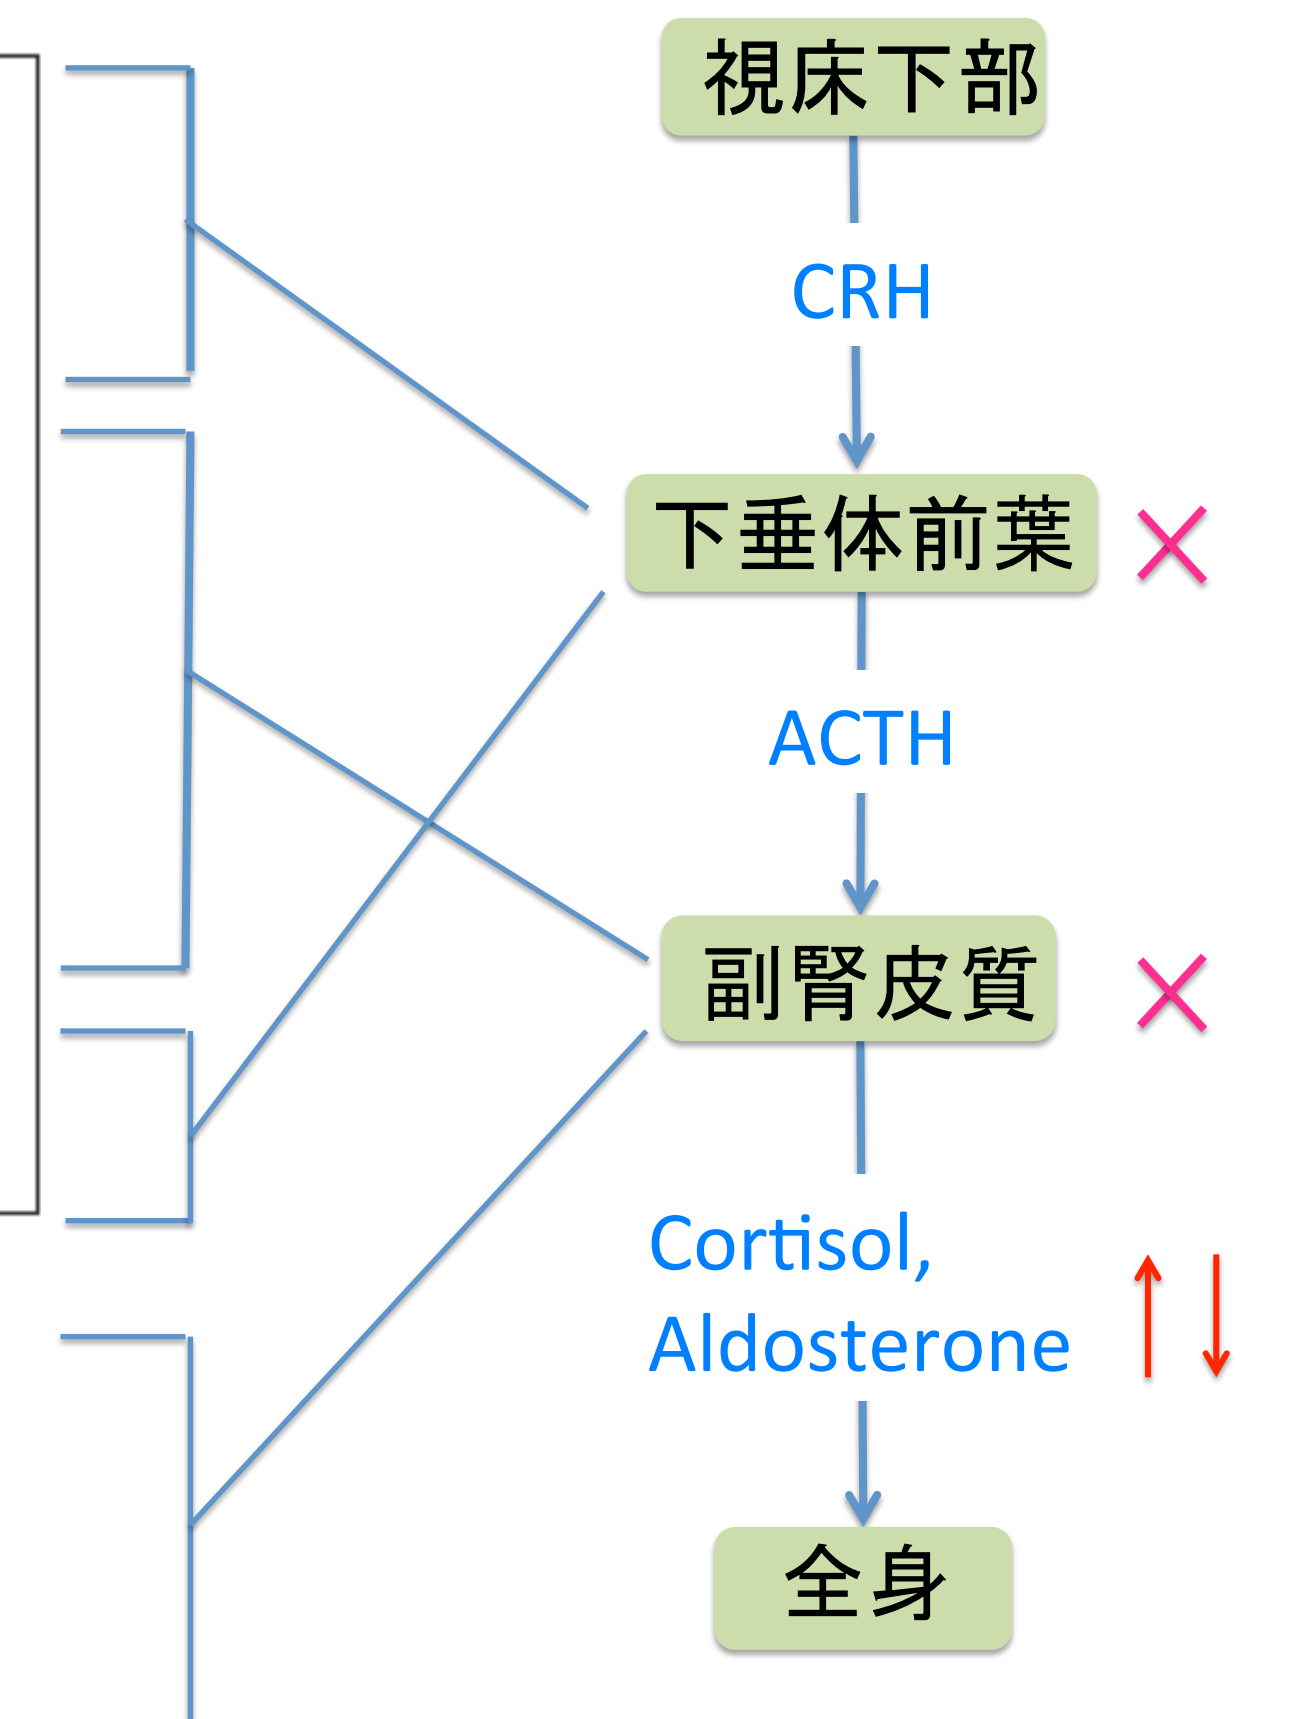 視床下部
CRH
下垂体前葉
ACTH
副腎皮質
Cortisol,
Aldosterone
全身